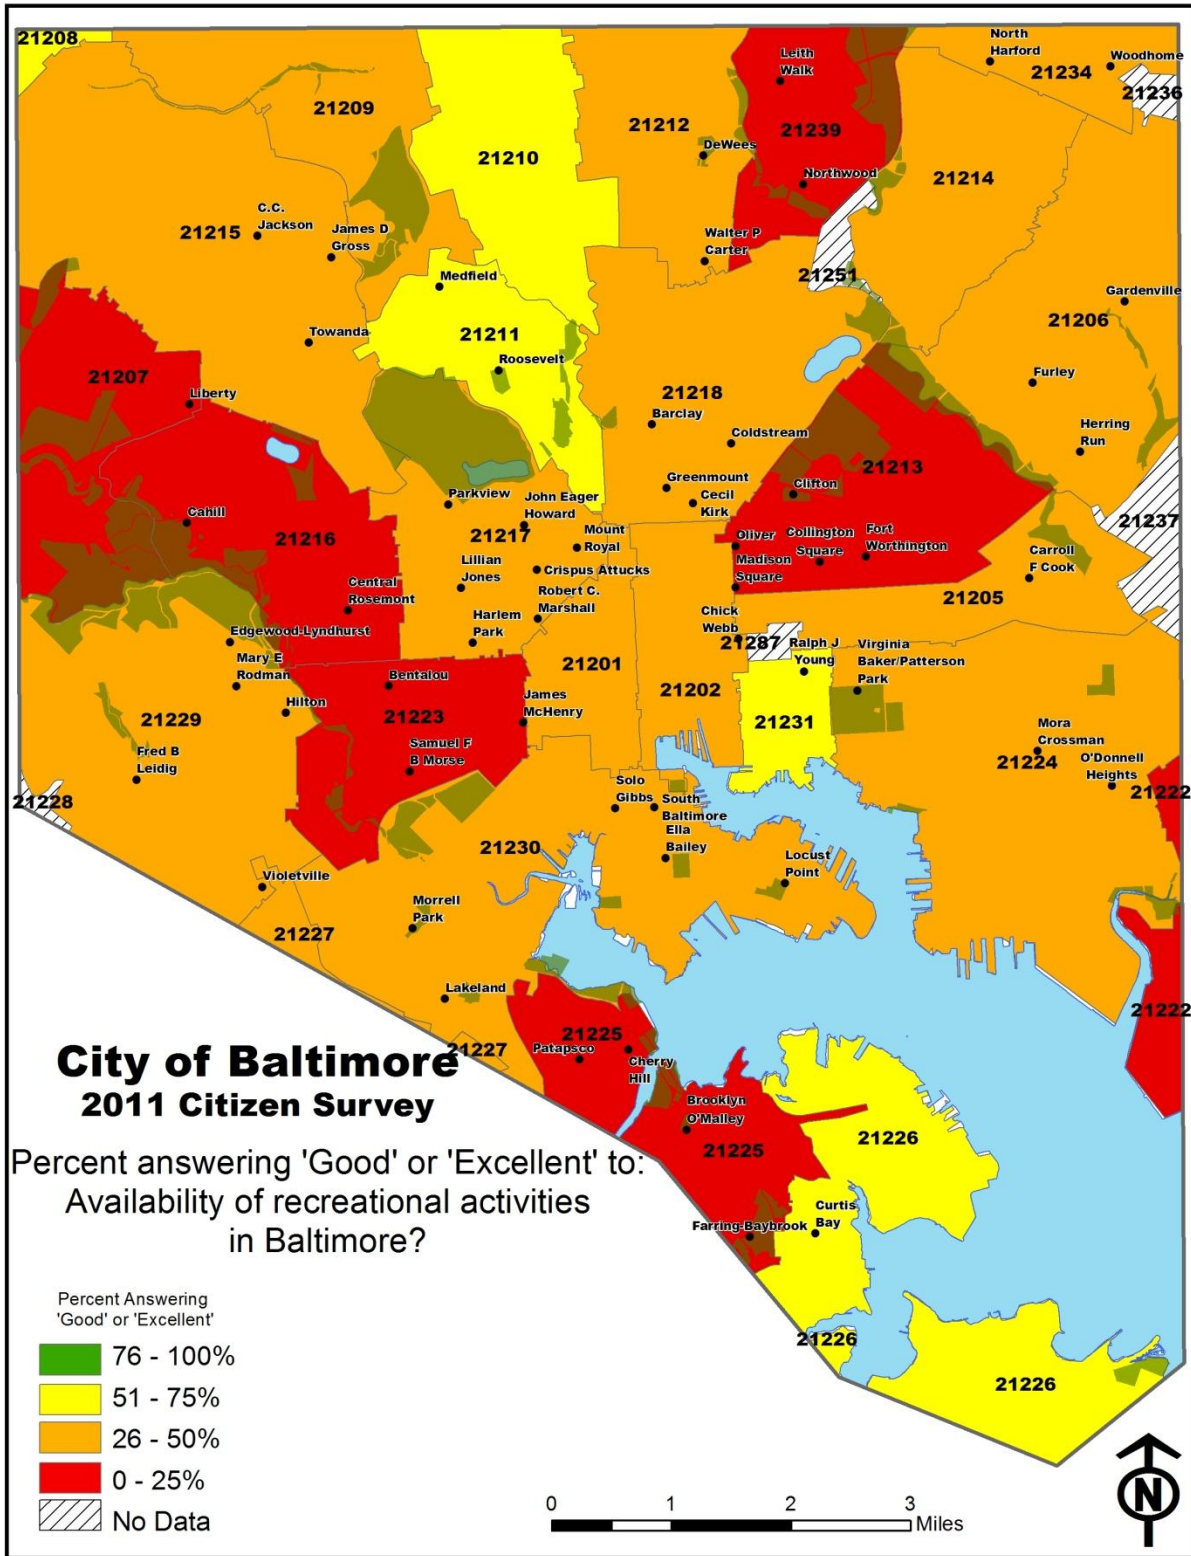 21208
North
Harford
Leith
Walk
Woodhome
21234
21209
21236
21212
21239
21210
DeWees
Northwood
21214
C.C.
Jackson
21215
James D
Gross
Walter P
Carter
21251
Medfield
Gardenville
21206
21211
Towanda
Roosevelt
21207
Furley
Liberty
21218
Barclay
Coldstream
Herring
Run
21213
Greenmount
Clifton
Cecil
Kirk
Parkview
John Eager
Howard
21217
Cahill
21216
Mount
Royal
Oliver
Collington
Square
Fort
Worthington
21237
Madison
Square
Carroll
F Cook
Lillian
Jones
Crispus Attucks
Central
Rosemont
Robert C.
Marshall
21205
Harlem
Park
Chick
Webb
Edgewood-Lyndhurst
21287
Ralph J
Young
Virginia
Baker/Patterson
Park
Mary E
Rodman
21201
Bentalou
21202
Hilton
21229
21223
James
McHenry
21231
Mora
Crossman
Fred B
Leidig
Samuel F
B Morse
21224
O'Donnell
Heights
21228
Solo
Gibbs
South
Baltimore
21222
Ella
Bailey
21230
Locust
Point
Violetville
Morrell
Park
21227
Lakeland
21222
21225
Patapsco
21227
Cherry
Hill
City of Baltimore
2011 Citizen Survey
Brooklyn
O'Malley
21225
21226
Percent answering 'Good' or 'Excellent' to:
Availability of recreational activities
in Baltimore?
Curtis
Bay
Farring-Baybrook
21226
21226
Percent Answering
'Good' or 'Excellent'
76 - 100%
51 - 75%
26 - 50%
0 - 25%
No Data
0 1 2 3
Miles
N